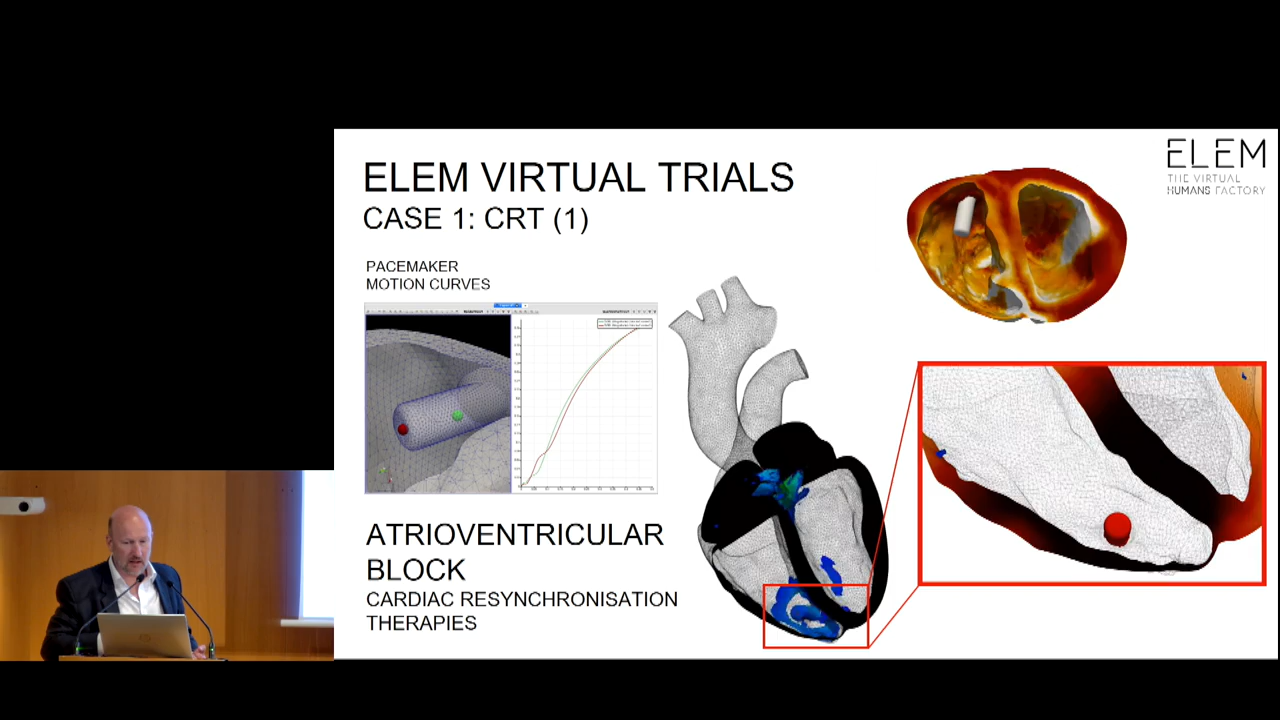 ELEM VIRTUAL TRIALS
CASE 1: CRT (1)
ELEM
THE VIRTUAL
HUMANS FACTORY
PACEMAKER
MOTION CURVES
ATRIOVENTRICULAR
BLOCK
CARDIAC RESYNCHRONISATION
THERAPIES